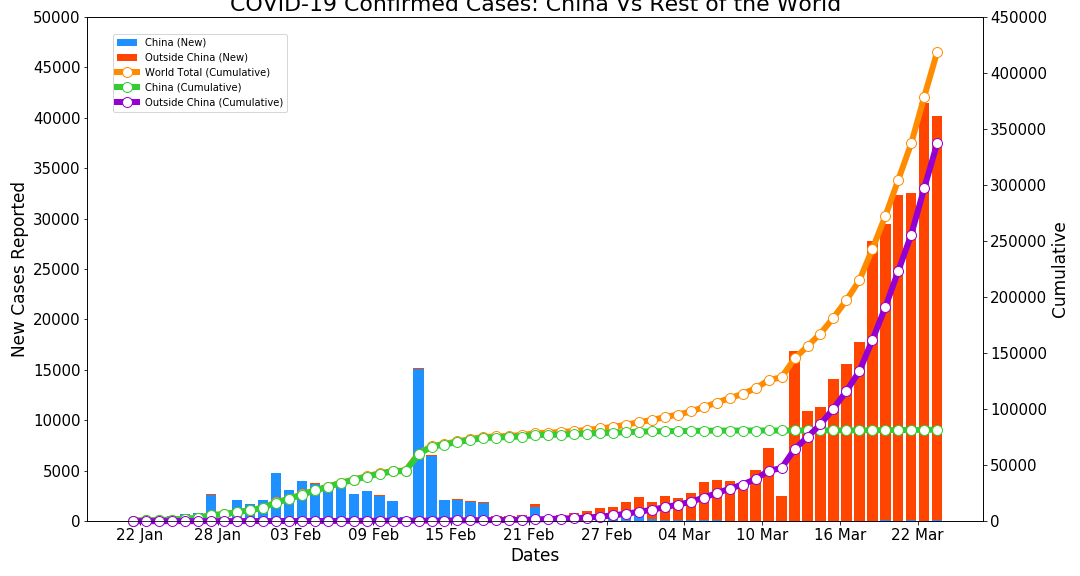 COVID-19 Confirmed Cases: China Vs Rest of the World
China (New)
Outside China (New)
World Total (Cumulative)
China (Cumulative)
Outside China (Cumulative)
New Cases Reported
50000
45000
40000
35000
30000
25000
20000
15000
10000
5000
0
450000
400000
350000
300000
250000
200000
150000
100000
50000
0
Cumulative
22 Jan
28 Jan
03 Feb
09 Feb
15 Feb
21 Feb
27 Feb
04 Mar
10 Mar
16 Mar
22 Mar
Dates